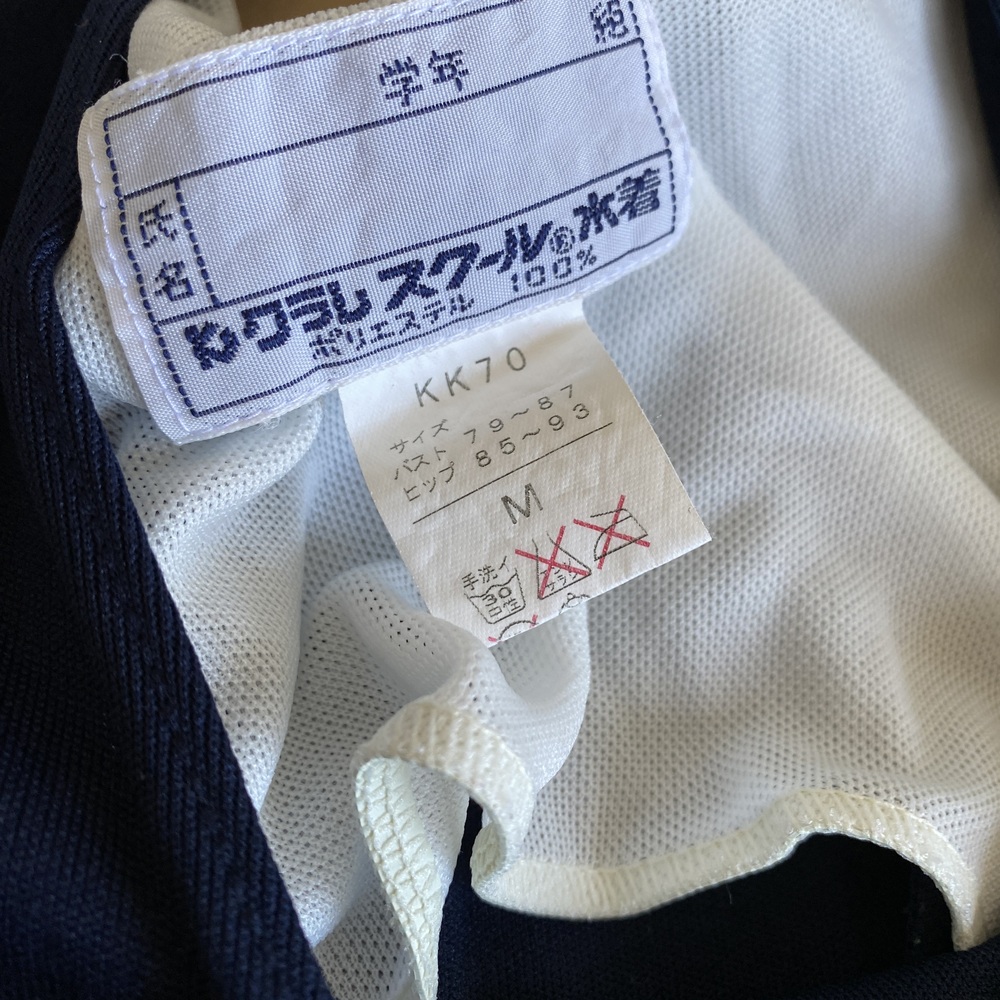 学年 組
氏名
クラレスクール®水着
ポリエステル 100%
KK70
サイズ
バスト 79～87
ヒップ 85～93
M
手洗イ
30
中性